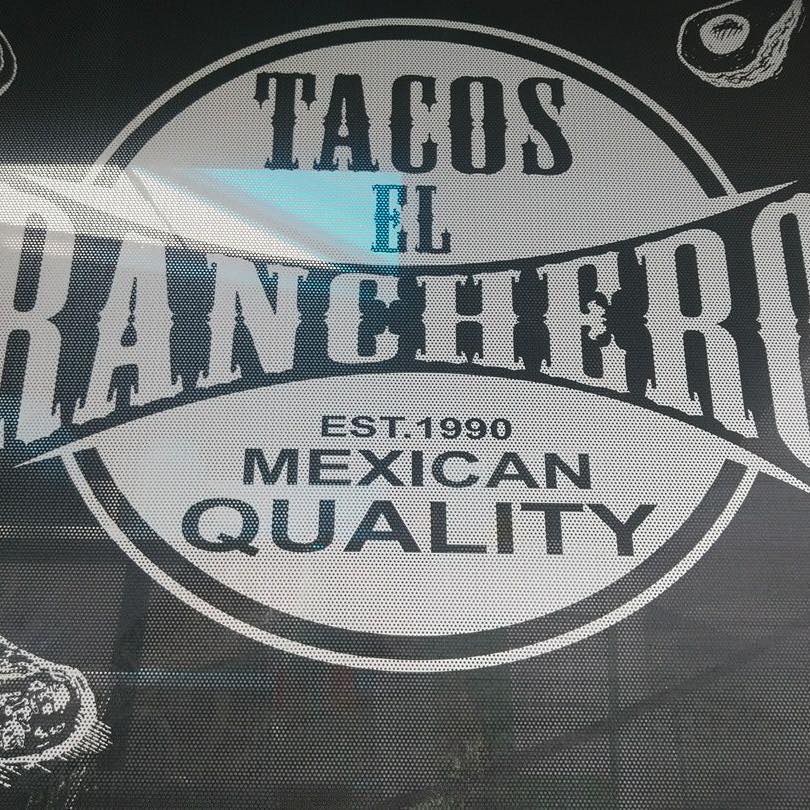 TACOS
EL
RANCHERO
EST.1990
MEXICAN
QUALITY